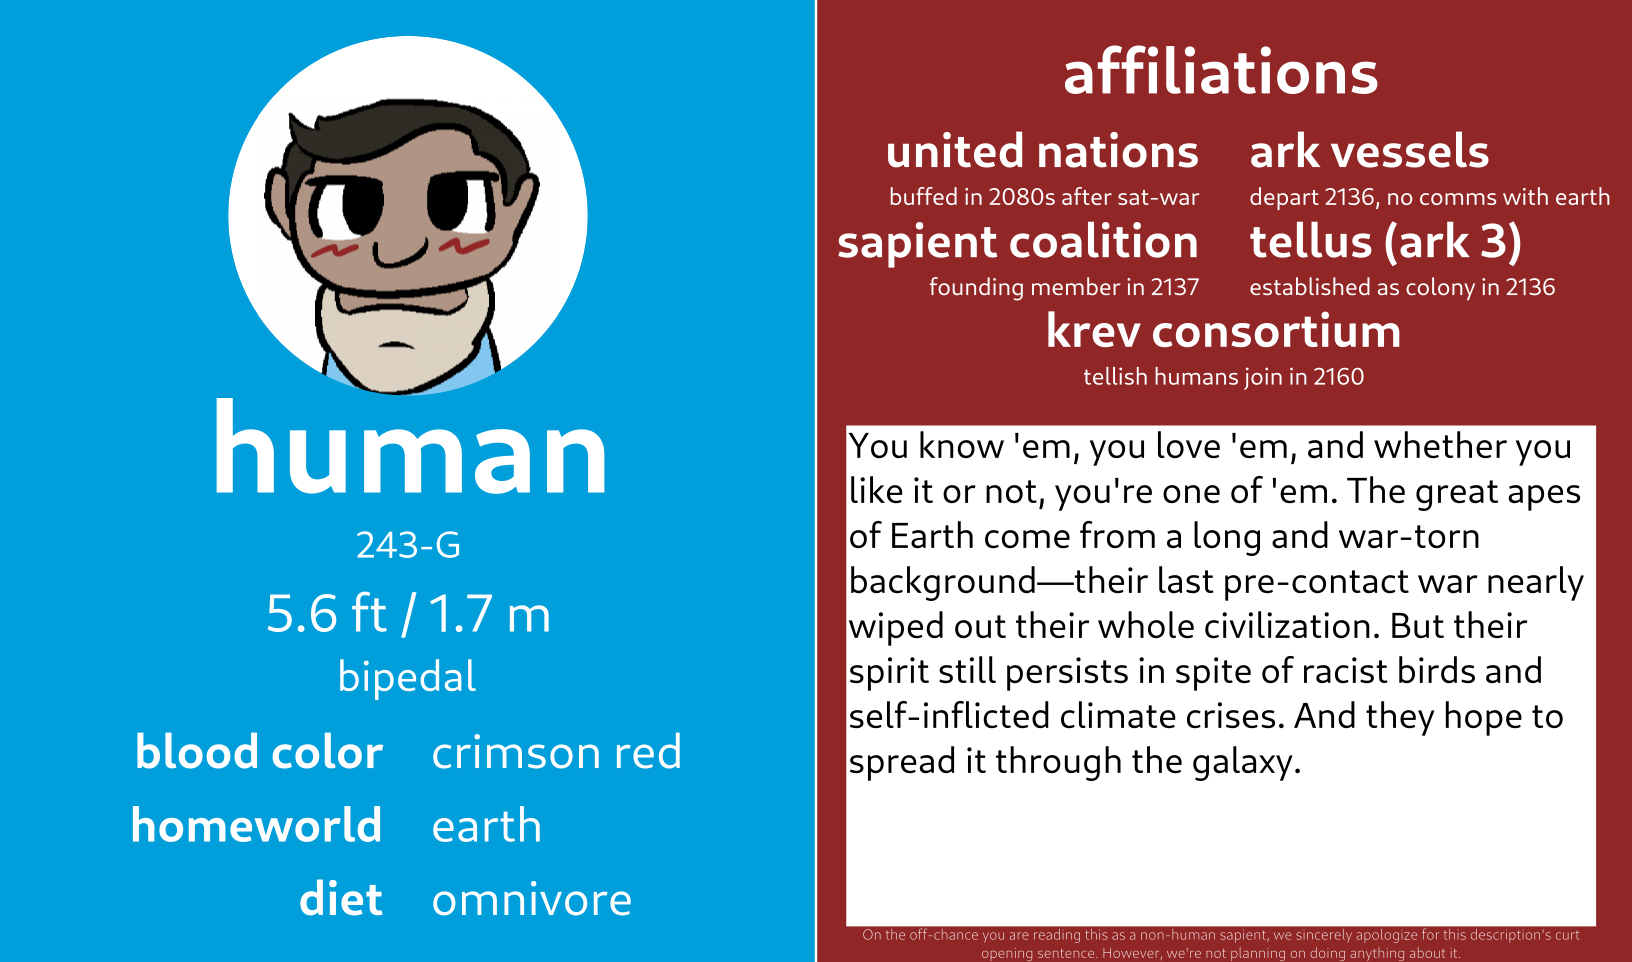 human
243-G
5.6 ft / 1.7 m
bipedal
blood color crimson red
homeworld earth
diet omnivore
affiliations
united nations
buffed in 2080s after sat-war
ark vessels
depart 2136, no comms with earth
sapient coalition
founding member in 2137
tellus (ark 3)
established as colony in 2136
krev consortium
tellish humans join in 2160
You know 'em, you love 'em, and whether you
like it or not, you're one of 'em. The great apes
of Earth come from a long and war-torn
background—their last pre-contact war nearly
wiped out their whole civilization. But their
spirit still persists in spite of racist birds and
self-inflicted climate crises. And they hope to
spread it through the galaxy.
On the off-chance you are reading this as a non-human sapient, we sincerely apologize for this description's curt
opening sentence. However, we're not planning on doing anything about it.